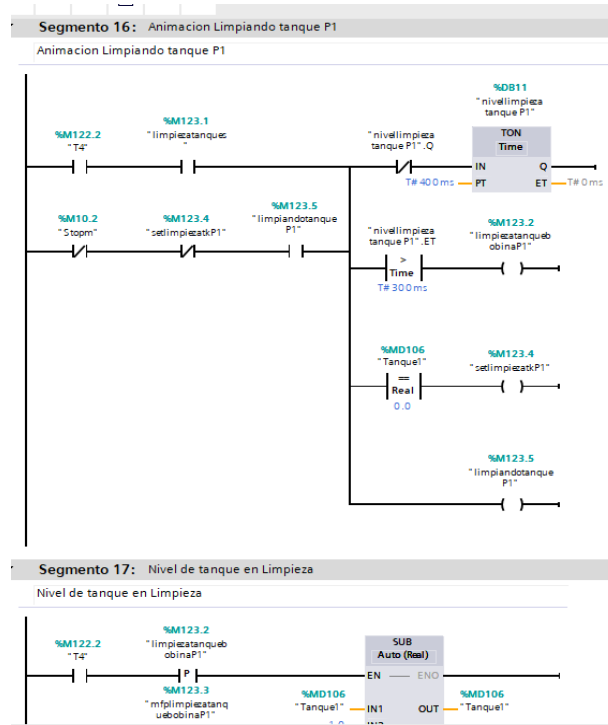 Segmento 16: Animacion Limpiando tanque P1
Animacion Limpiando tanque P1
%DB11
"nivellimpieza
tanque P1"
%M122.2
"T4"
%M123.1
"limpiezatanques
"
"nivellimpieza
tanque P1".Q
TON
Time
IN Q
T#400ms PT ET T#0ms
%M10.2
"Stopm"
%M123.4
"setlimpiezatkP1"
%M123.5
"limpiandotanque
P1"
"nivellimpieza
tanque P1".ET
>
Time
T#300ms
%M123.2
"limpiezatanqueb
obinaP1"
%MD106
"Tanque1"
==
Real
0.0
%M123.4
"setlimpiezatkP1"
%M123.5
"limpiandotanque
P1"
Segmento 17: Nivel de tanque en Limpieza
Nivel de tanque en Limpieza
%M122.2
"T4"
%M123.2
"limpiezatanqueb
obinaP1"
P
%M123.3
"mfplimpiezatanq
uebobinaP1"
SUB
Auto (Real)
EN ENO
%MD106
"Tanque1" IN1
OUT
%MD106
"Tanque1"